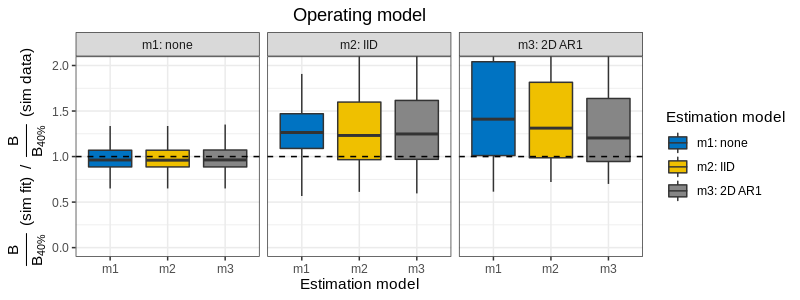 Operating model
m1: none
m2: IID
m3: 2D AR1
B/B40% (sim fit) / B/B40% (sim data)
2.0
1.5
1.0
0.5
0.0
m1 m2 m3
m1 m2 m3
m1 m2 m3
Estimation model
Estimation model
m1: none
m2: IID
m3: 2D AR1